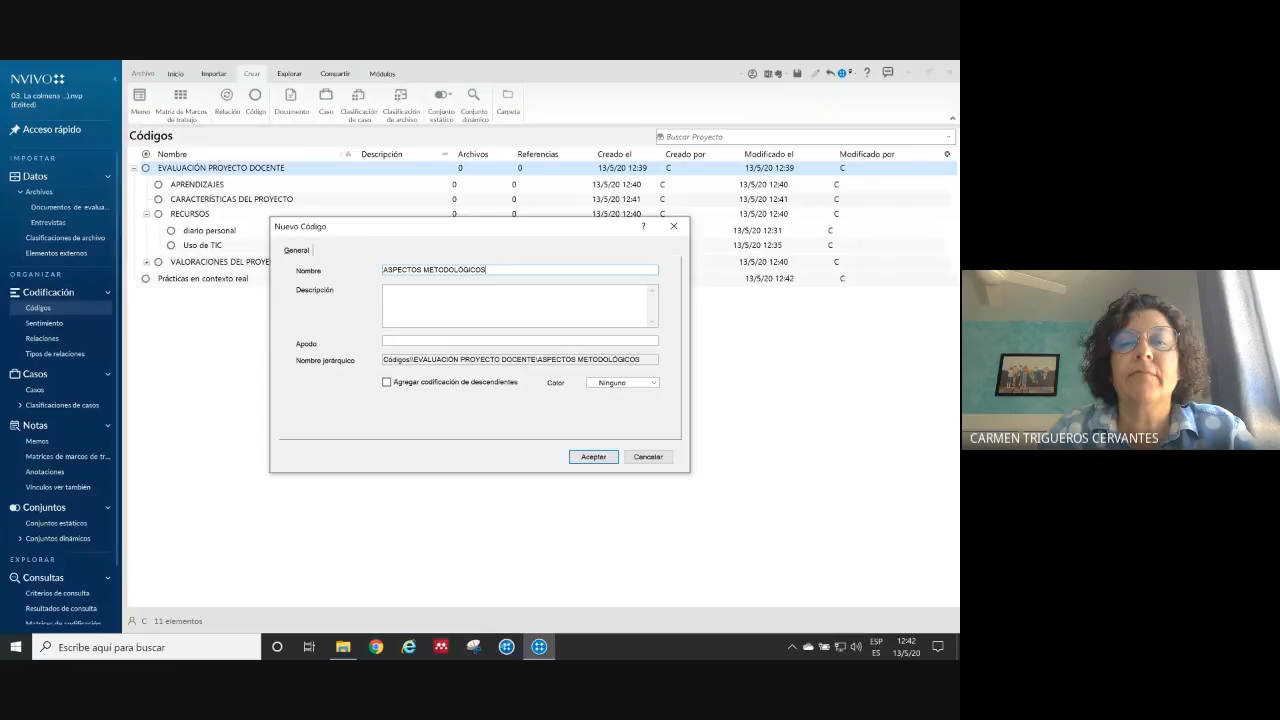 NVIVO
03. La colmena ...).nvp
(Edited)
Acceso rápido
IMPORTAR
Datos
Archivos
Documentos de evalua...
Entrevistas
Clasificaciones de archivo
Elementos externos
ORGANIZAR
Codificación
Códigos
Sentimiento
Relaciones
Tipos de relaciones
Casos
Casos
Clasificaciones de casos
Notas
Memos
Matrices de marcos de tr...
Anotaciones
Vínculos ver también
Conjuntos
Conjuntos estáticos
Conjuntos dinámicos
EXPLORAR
Consultas
Criterios de consulta
Resultados de consulta
Matrices de codificación
Archivo Inicio Importar Crear Explorar Compartir Módulos
Memo Matriz de Marcos de trabajo Relación Código Documento Caso Clasificación de caso Clasificación de archivo Conjunto estático Conjunto dinámico Carpeta
Códigos
Buscar Proyecto
Nombre Descripción Archivos Referencias Creado el Creado por Modificado el Modificado por
EVALUACIÓN PROYECTO DOCENTE 0 0 13/5/20 12:39 C 13/5/20 12:39 C
APRENDIZAJES 0 0 13/5/20 12:40 C 13/5/20 12:40 C
CARACTERÍSTICAS DEL PROYECTO 0 0 13/5/20 12:41 C 13/5/20 12:41 C
RECURSOS 0 0 13/5/20 12:40 C 13/5/20 12:40 C
diario personal 13/5/20 12:31 C
Uso de TIC 13/5/20 12:35 C
VALORACIONES DEL PROYE 13/5/20 12:40 C
Prácticas en contexto real 13/5/20 12:42 C
Nuevo Código
General
Nombre ASPECTOS METODOLÓGICOS
Descripción
Apodo
Nombre jerárquico Códigos\\EVALUACIÓN PROYECTO DOCENTE\ASPECTOS METODOLÓGICOS
Agregar codificación de descendientes Color Ninguno
Aceptar Cancelar
C 11 elementos
Escribe aquí para buscar
ESP
ES
12:42
13/5/20
CARMEN TRIGUEROS CERVANTES